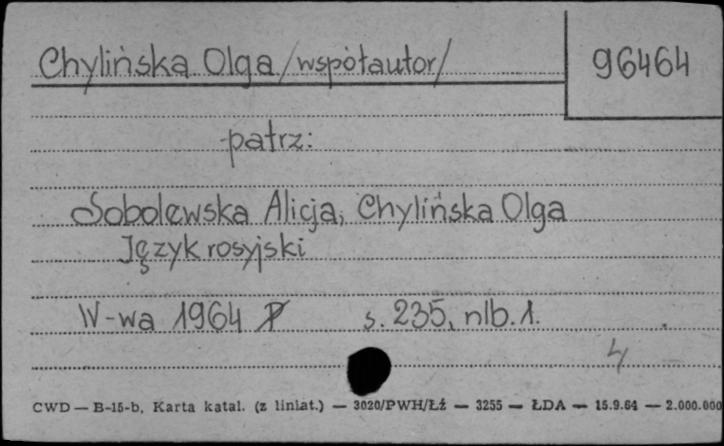 Chylińska Olga /współautor/
96464
patrz:
Sobolewska Alicja, Chylińska Olga
Język rosyjski
W-wa 1964 s. 235, nlb. 1.
4
CWD — B-15-b, Karta katal. (z liniat.) — 3020/PWH/Łź — 3255 — ŁDA — 15.9.64 — 2.000.000